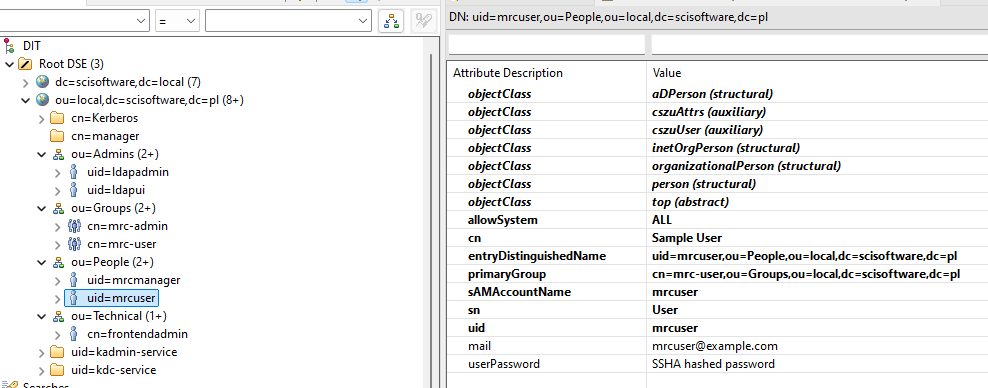 =
DN: uid=mrcuser,ou=People,ou=local,dc=scisoftware,dc=pl
DIT
Root DSE (3)
dc=scisoftware,dc=local (7)
ou=local,dc=scisoftware,dc=pl (8+)
cn=Kerberos
cn=manager
ou=Admins (2+)
uid=ldapadmin
uid=ldapui
ou=Groups (2+)
cn=mrc-admin
cn=mrc-user
ou=People (2+)
uid=mrcmanager
uid=mrcuser
ou=Technical (1+)
cn=frontendadmin
uid=kadmin-service
uid=kdc-service
Searches
Attribute Description Value
objectClass aDPerson (structural)
objectClass cszuAttrs (auxiliary)
objectClass cszuUser (auxiliary)
objectClass inetOrgPerson (structural)
objectClass organizationalPerson (structural)
objectClass person (structural)
objectClass top (abstract)
allowSystem ALL
cn Sample User
entryDistinguishedName uid=mrcuser,ou=People,ou=local,dc=scisoftware,dc=pl
primaryGroup cn=mrc-user,ou=Groups,ou=local,dc=scisoftware,dc=pl
sAMAccountName mrcuser
sn User
uid mrcuser
mail mrcuser@example.com
userPassword SSHA hashed password